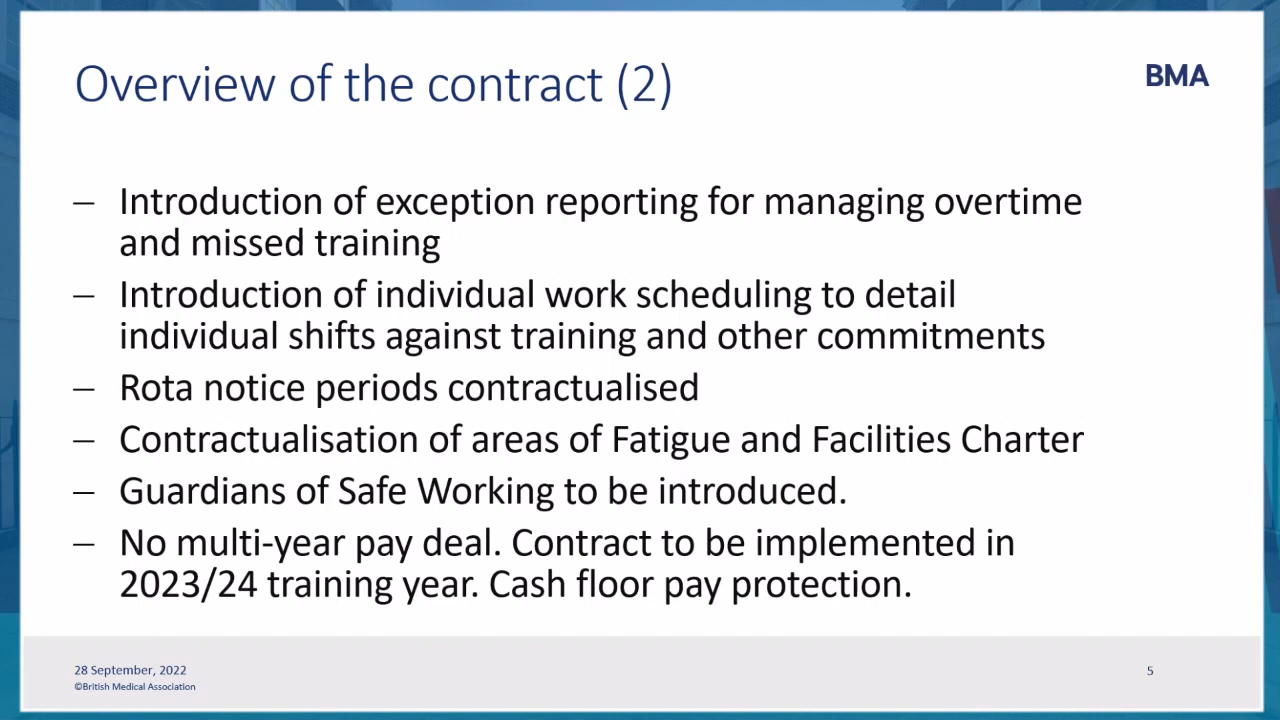 Overview of the contract (2)
BMA
– Introduction of exception reporting for managing overtime
and missed training
– Introduction of individual work scheduling to detail
individual shifts against training and other commitments
– Rota notice periods contractualised
– Contractualisation of areas of Fatigue and Facilities Charter
– Guardians of Safe Working to be introduced.
– No multi-year pay deal. Contract to be implemented in
2023/24 training year. Cash floor pay protection.
28 September, 2022
5
©British Medical Association